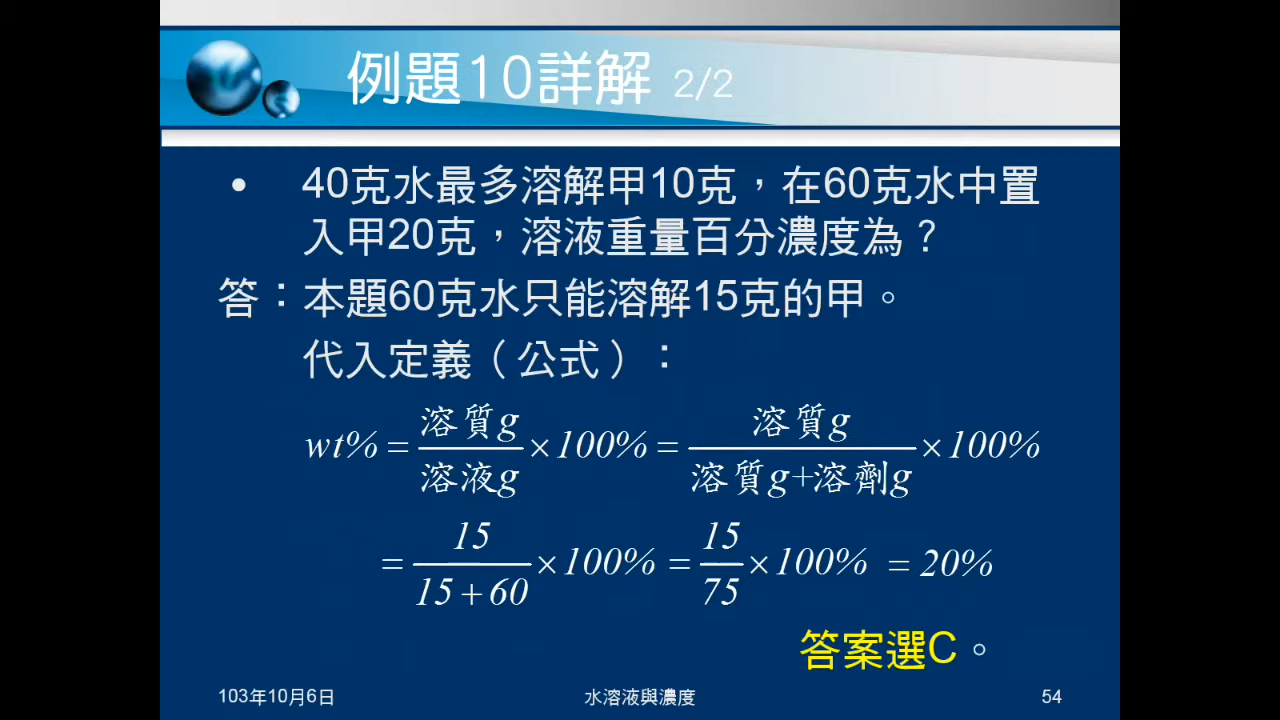 例題10詳解 2/2
• 40克水最多溶解甲10克，在60克水中置
入甲20克，溶液重量百分濃度為？
答：本題60克水只能溶解15克的甲。
代入定義（公式）：
wt% = 溶質g/溶液g ×100% = 溶質g/溶質g+溶劑g ×100%
= 15/15+60 ×100% = 15/75 ×100% = 20%
答案選C。
103年10月6日 水溶液與濃度 54